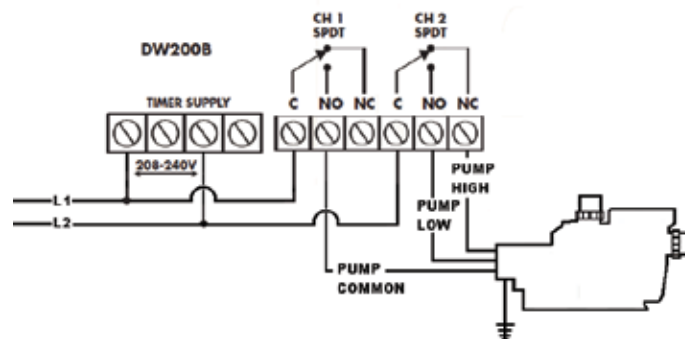 CH 1
SPDT
CH 2
SPDT
DW200B
TIMER SUPPLY
C NO NC C NO NC
208-240V
L1
L2
PUMP
HIGH
PUMP
LOW
PUMP
COMMON